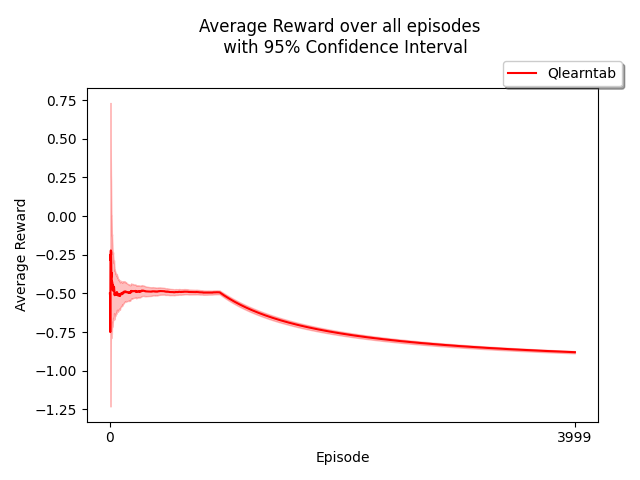 Average Reward over all episodes
with 95% Confidence Interval
Qlearntab
0.75
0.50
0.25
0.00
−0.25
−0.50
−0.75
−1.00
−1.25
Average Reward
0
3999
Episode